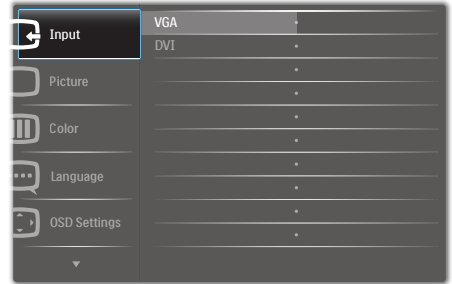 Input
VGA
DVI
Picture
Color
Language
OSD Settings